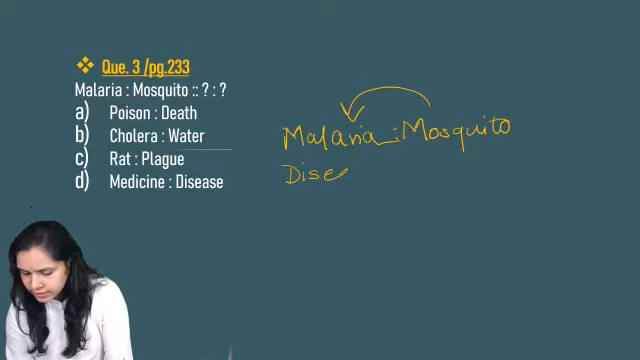 ❖ Que. 3 /pg.233
Malaria : Mosquito :: ? : ?
a) Poison : Death
b) Cholera : Water
c) Rat : Plague
d) Medicine : Disease
Malaria : Mosquito
Dise